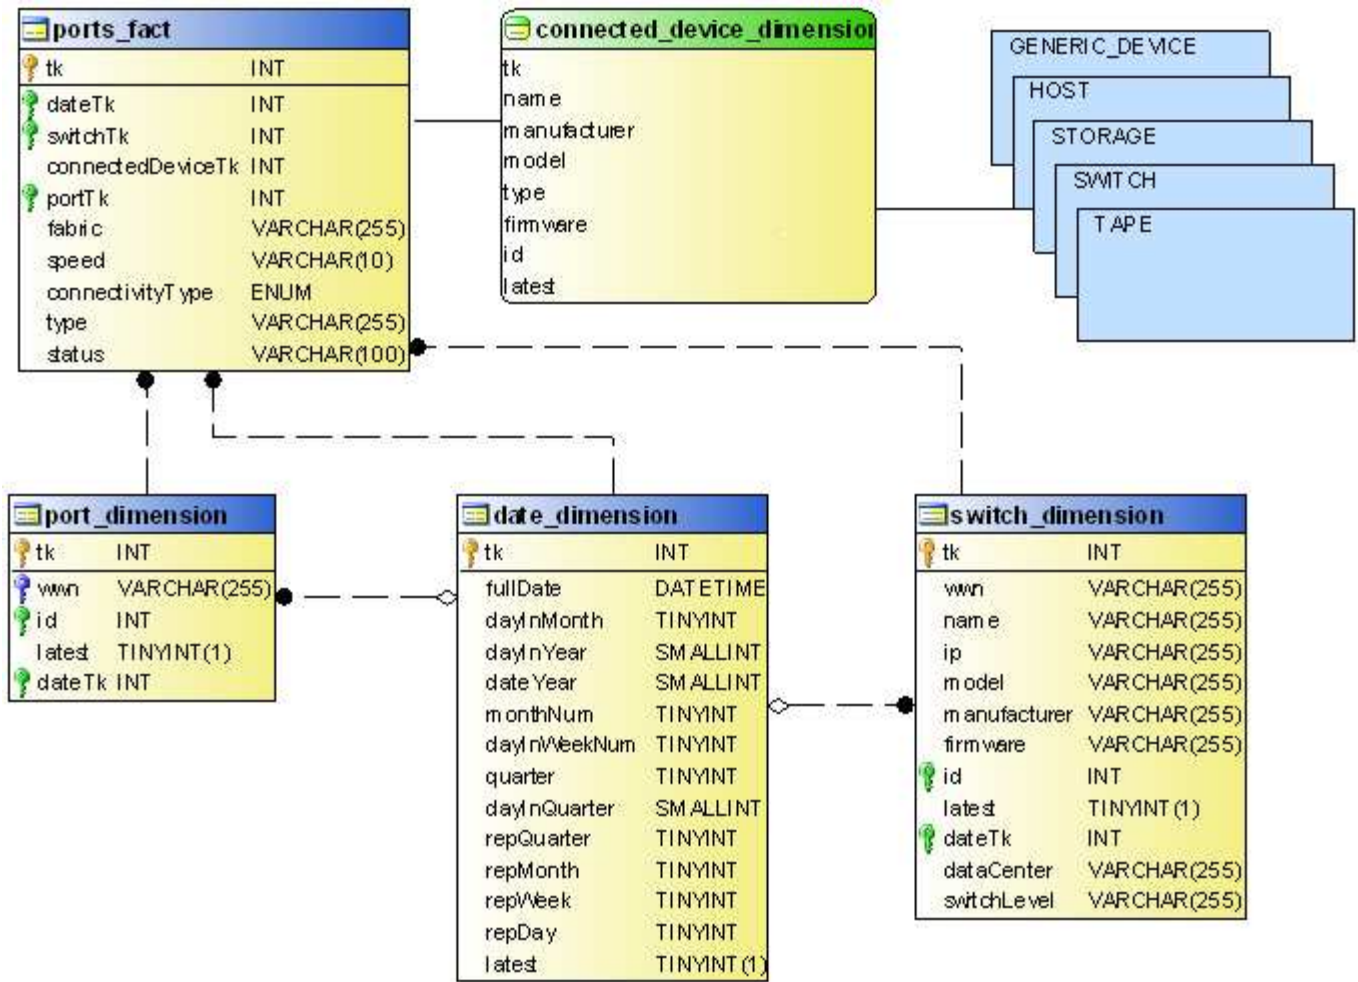 ports_fact
tk INT
dateTk INT
switchTk INT
connectedDeviceTk INT
portTk INT
fabric VARCHAR(255)
speed VARCHAR(10)
connectivityType ENUM
type VARCHAR(255)
status VARCHAR(100)
connected_device_dimension
tk
name
manufacturer
model
type
firmware
id
latest
GENERIC_DEVICE
HOST
STORAGE
SWITCH
TAPE
port_dimension
tk INT
wwn VARCHAR(255)
id INT
latest TINYINT(1)
dateTk INT
date_dimension
tk INT
fullDate DATETIME
dayInMonth TINYINT
dayInYear SMALLINT
dateYear SMALLINT
monthNum TINYINT
dayInWeekNum TINYINT
quarter TINYINT
dayInQuarter SMALLINT
repQuarter TINYINT
repMonth TINYINT
repWeek TINYINT
repDay TINYINT
latest TINYINT(1)
switch_dimension
tk INT
wwn VARCHAR(255)
name VARCHAR(255)
ip VARCHAR(255)
model VARCHAR(255)
manufacturer VARCHAR(255)
firmware VARCHAR(255)
id INT
latest TINYINT(1)
dateTk INT
dataCenter VARCHAR(255)
switchLevel VARCHAR(255)